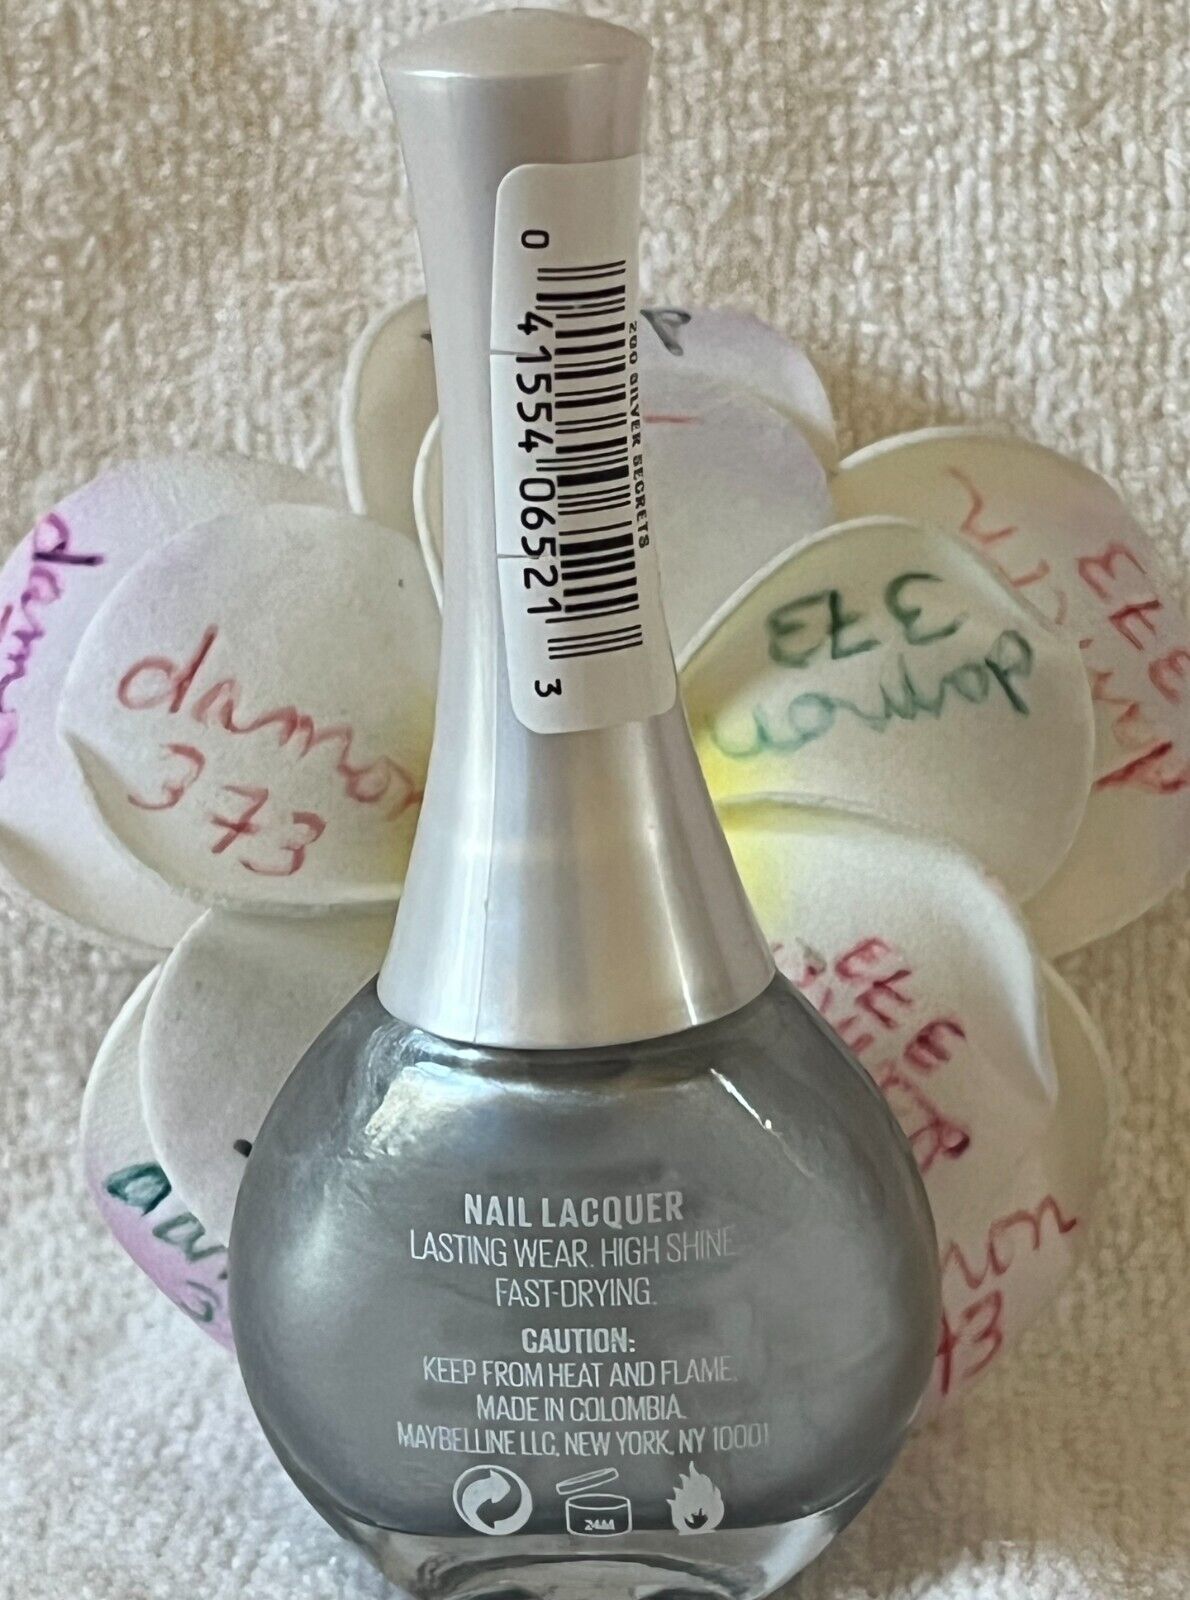 0 41554 06521 3
200 SILVER SECRETS
damon
373
damon
373
373
NAIL LACQUER
LASTING WEAR. HIGH SHINE.
FAST-DRYING.
CAUTION:
KEEP FROM HEAT AND FLAME.
MADE IN COLOMBIA.
MAYBELLINE LLC, NEW YORK, NY 10001
24M